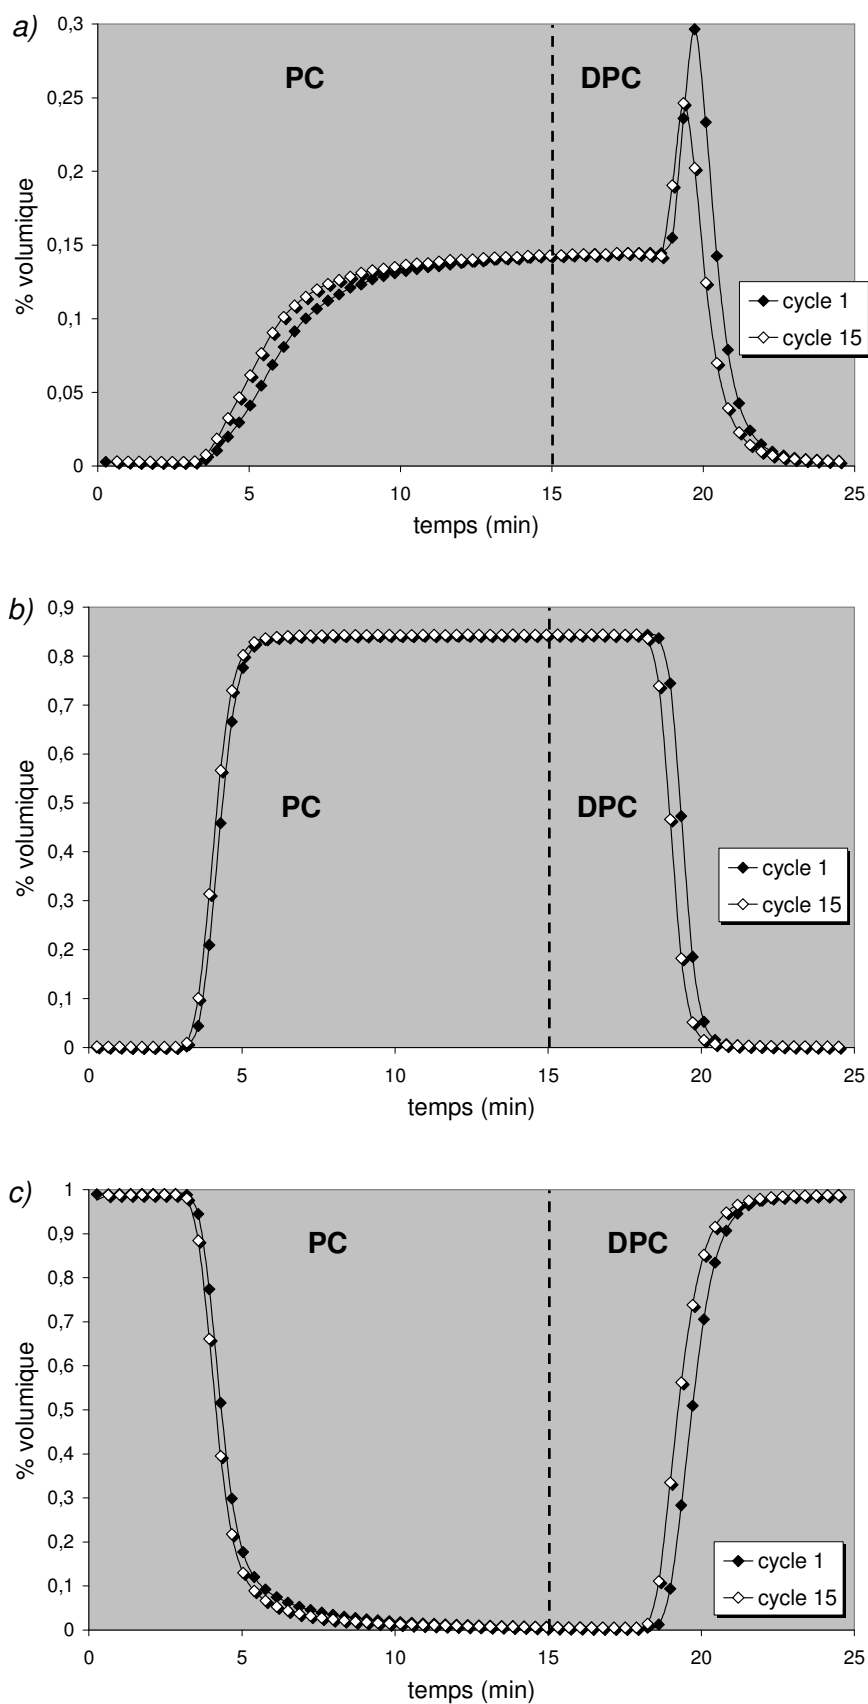 a)
0,3
0,25
0,2
0,15
0,1
0,05
0
% volumique
PC
DPC
cycle 1
cycle 15
0 5 10 15 20 25
temps (min)
b)
0,9
0,8
0,7
0,6
0,5
0,4
0,3
0,2
0,1
0
% volumique
PC
DPC
cycle 1
cycle 15
0 5 10 15 20 25
temps (min)
c)
1
0,9
0,8
0,7
0,6
0,5
0,4
0,3
0,2
0,1
0
% volumique
PC
DPC
cycle 1
cycle 15
0 5 10 15 20 25
temps (min)